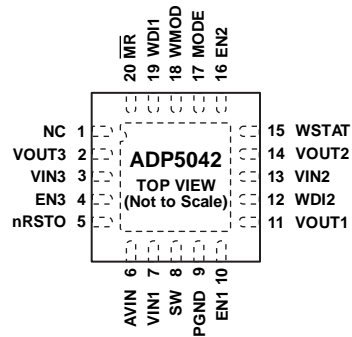 20 MR
19 WDI1
18 WMOD
17 MODE
16 EN2
NC 1
VOUT3 2
VIN3 3
EN3 4
nRSTO 5
ADP5042
TOP VIEW
(Not to Scale)
15 WSTAT
14 VOUT2
13 VIN2
12 WDI2
11 VOUT1
AVIN 6
VIN1 7
SW 8
PGND 9
EN1 10